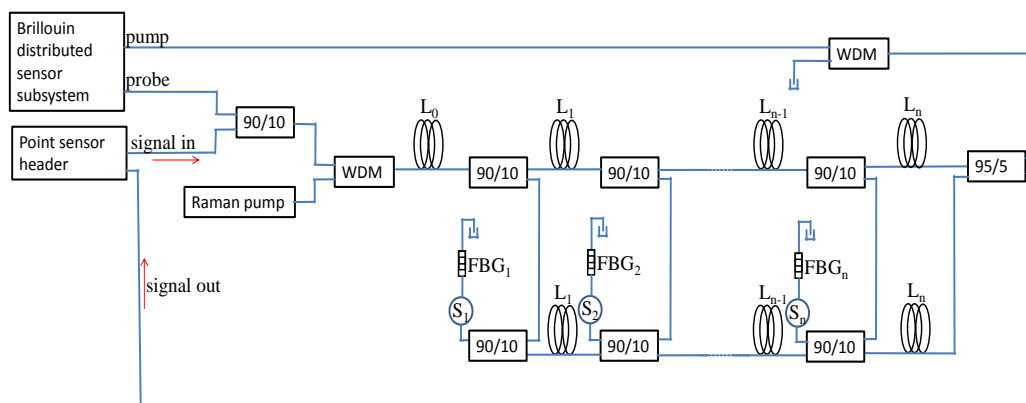 Brillouin
distributed
sensor
subsystem
pump
probe
WDM
90/10
Point sensor
header
signal in
WDM
Raman pump
L0
90/10
L1
90/10
Ln-1
90/10
Ln
95/5
FBG1
FBG2
FBGn
S1
L1
S2
Ln-1
Sn
Ln
90/10
90/10
90/10
signal out